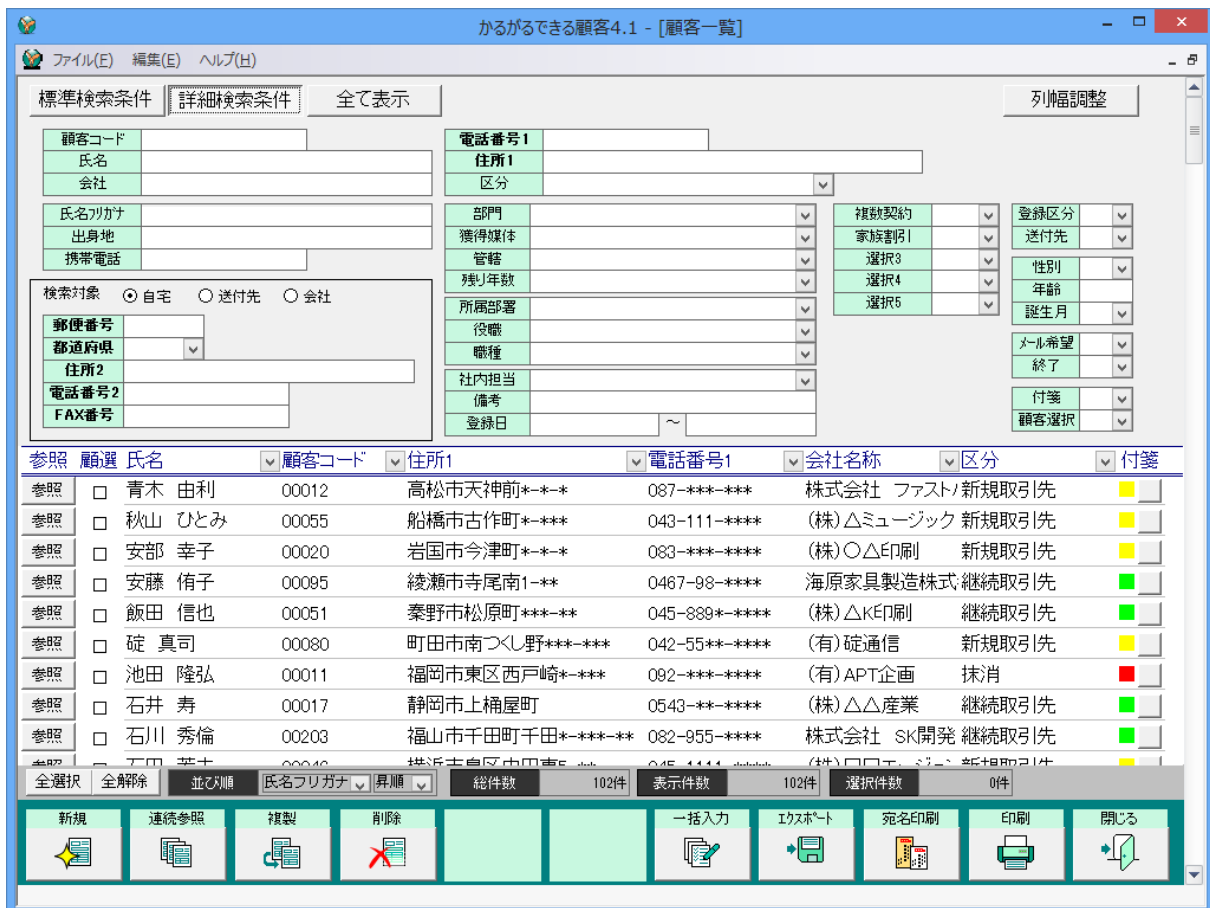 かるがるできる顧客4.1 - [顧客一覧]
ファイル(F) 編集(E) ヘルプ(H)
標準検索条件 詳細検索条件 全て表示 列幅調整
顧客コード 電話番号1
氏名 住所1
会社 区分
氏名フリガナ 部門 複数契約 登録区分
出身地 獲得媒体 家族割引 送付先
携帯電話 管轄 選択3
残り年数 選択4 性別
検索対象 自宅 送付先 会社 所属部署 選択5 年齢
郵便番号 役職 誕生月
都道府県 職種 メール希望
住所2 社内担当 終了
電話番号2 備考 付箋
FAX番号 登録日 ～ 顧客選択
参照 顧選 氏名 顧客コード 住所1 電話番号1 会社名称 区分 付箋
参照 青木 由利 00012 高松市天神前*-*-* 087-***-*** 株式会社 ファスト 新規取引先
参照 秋山 ひとみ 00055 船橋市古作町*-*** 043-111-**** (株)△ミュージック 新規取引先
参照 安部 幸子 00020 岩国市今津町*-*-* 083-***-**** (株)○△印刷 新規取引先
参照 安藤 侑子 00095 綾瀬市寺尾南1-** 0467-98-**** 海原家具製造株式 継続取引先
参照 飯田 信也 00051 秦野市松原町***-** 045-889*-**** (株)△K印刷 継続取引先
参照 碇 真司 00080 町田市南つくし野***-*** 042-55**-**** (有)碇通信 新規取引先
参照 池田 隆弘 00011 福岡市東区西戸崎*-*** 092-***-**** (有)APT企画 抹消
参照 石井 寿 00017 静岡市上桶屋町 0543-**-**** (株)△△産業 継続取引先
参照 石川 秀倫 00203 福山市千田町千田*-***-** 082-955-**** 株式会社 SK開発 継続取引先
全選択 全解除 並び順 氏名フリガナ 昇順 総件数 102件 表示件数 102件 選択件数 0件
新規 連続参照 複製 削除 一括入力 エクスポート 宛名印刷 印刷 閉じる